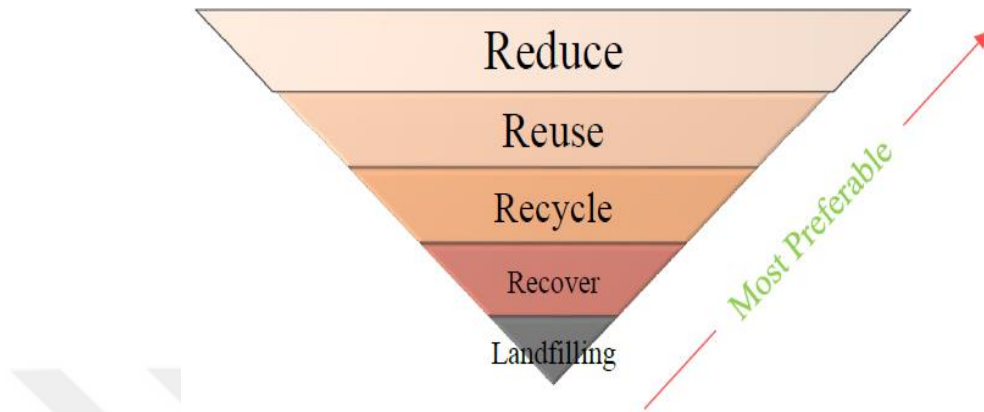 Reduce
Reuse
Recycle
Recover
Landfilling
Most Preferable